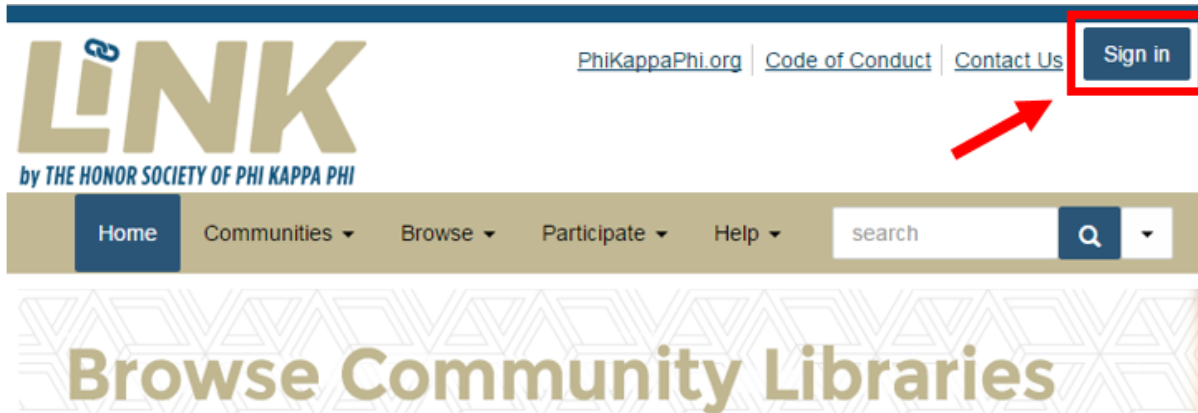 LiNK
by THE HONOR SOCIETY OF PHI KAPPA PHI
PhiKappaPhi.org Code of Conduct Contact Us Sign in
Home Communities Browse Participate Help search
Browse Community Libraries